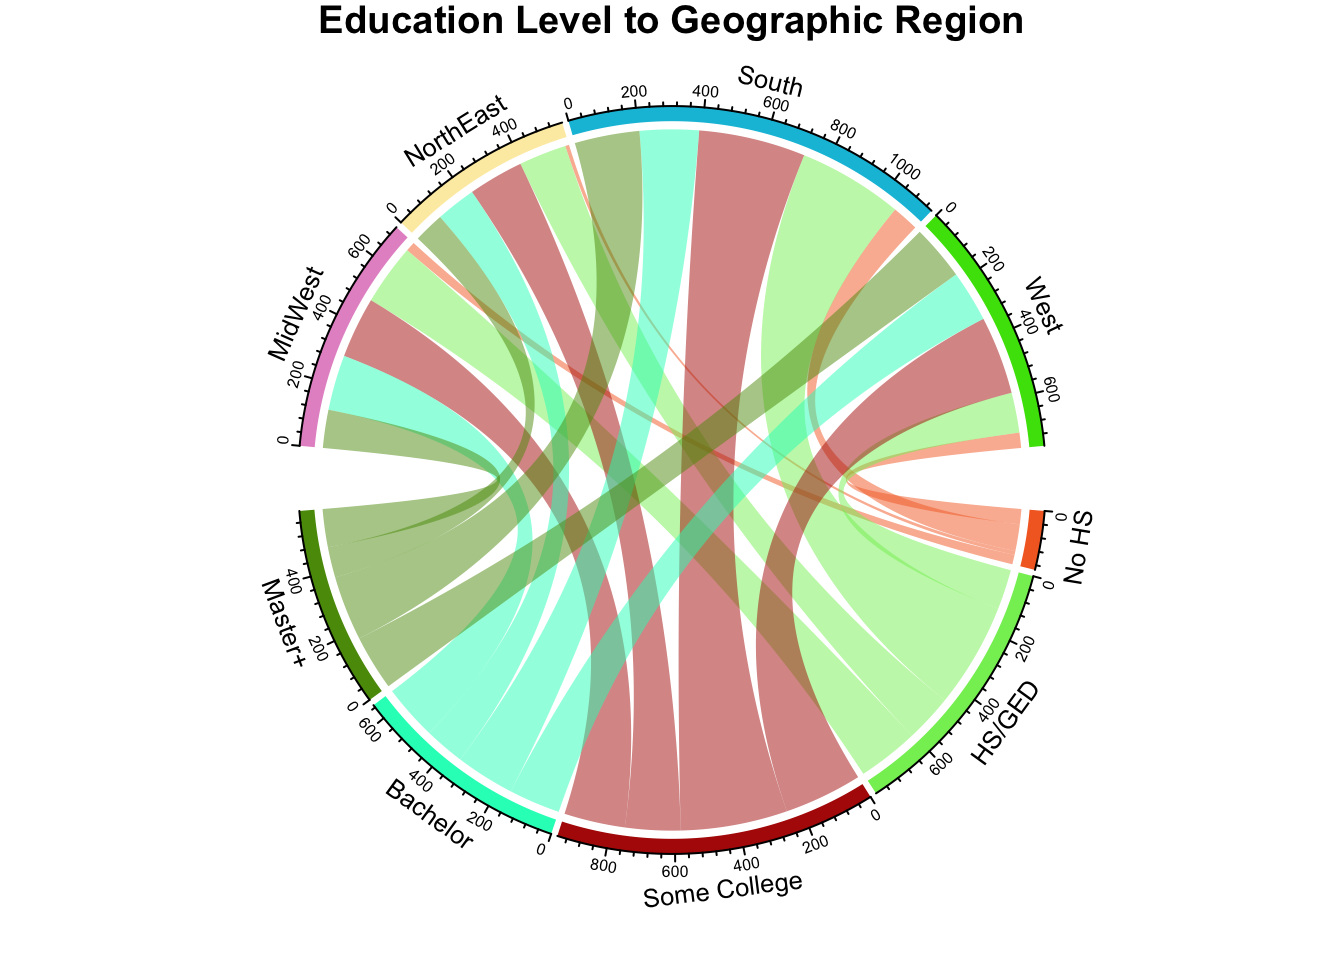 Education Level to Geographic Region
South
0 200 400 600 800 1000
NorthEast
0 200 400
West
0 200 400 600
MidWest
0 200 400 600
No HS
0
HS/GED
0 200 400 600
Some College
0 200 400 600 800
Bachelor
0 200 400 600
Master+
0 200 400